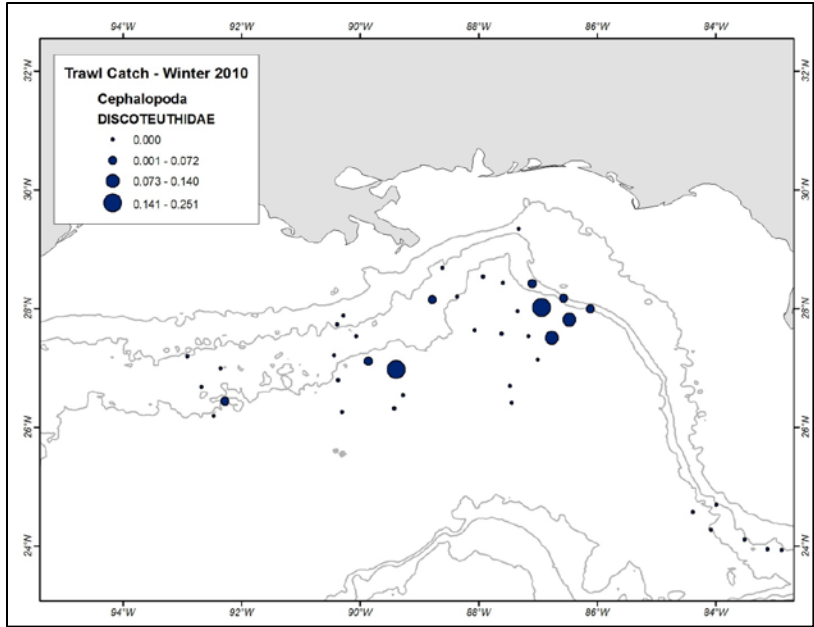 94°W 92°W 90°W 88°W 86°W 84°W
32°N 32°N
Trawl Catch - Winter 2010
Cephalopoda
DISCOTEUTHIDAE
0.000
0.001 - 0.072
0.073 - 0.140
0.141 - 0.251
30°N 30°N
28°N 28°N
26°N 26°N
24°N 24°N
94°W 92°W 90°W 88°W 86°W 84°W